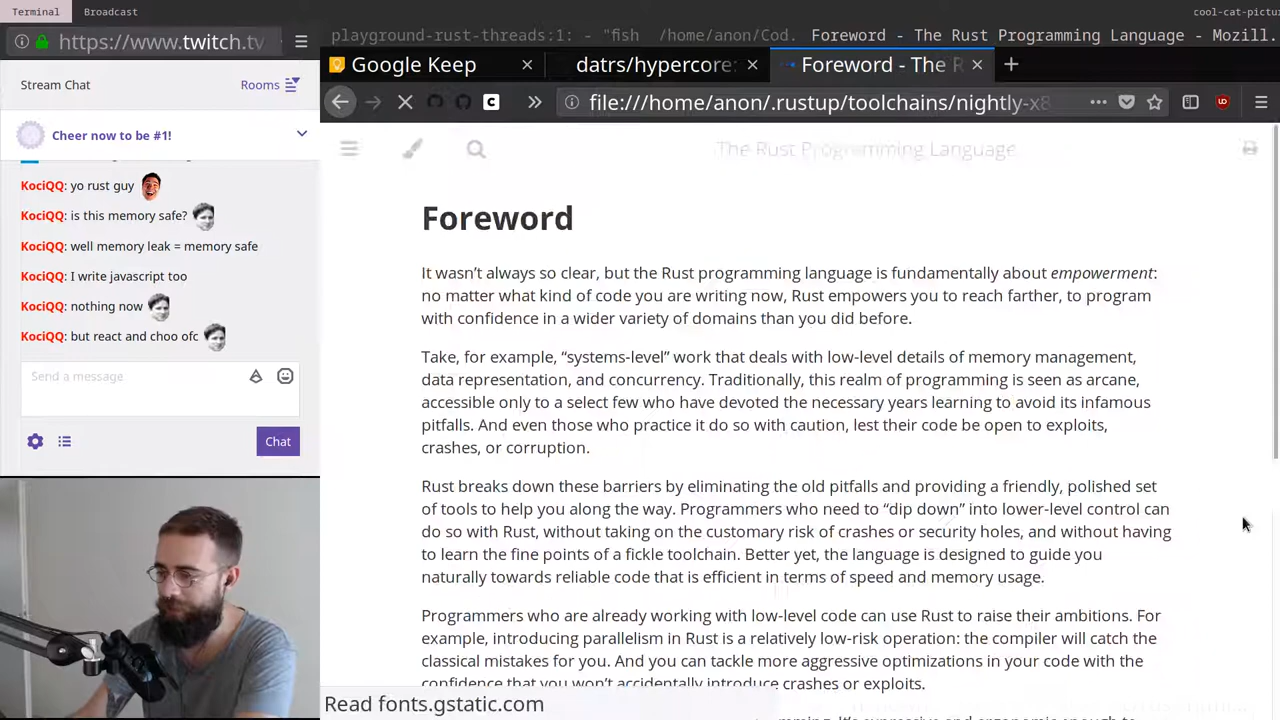 Terminal Broadcast cool-cat-pictu
https://www.twitch.tv playground-rust-threads:1: - "fish /home/anon/Cod. Foreword - The Rust Programming Language - Mozill.
Google Keep datrs/hypercore: Foreword - The R
file:///home/anon/.rustup/toolchains/nightly-x8
Stream Chat Rooms
Cheer now to be #1!
KociQQ: yo rust guy
KociQQ: is this memory safe?
KociQQ: well memory leak = memory safe
KociQQ: I write javascript too
KociQQ: nothing now
KociQQ: but react and choo ofc
Send a message
Chat
The Rust Programming Language
Foreword
It wasn’t always so clear, but the Rust programming language is fundamentally about empowerment:
no matter what kind of code you are writing now, Rust empowers you to reach farther, to program
with confidence in a wider variety of domains than you did before.
Take, for example, “systems-level” work that deals with low-level details of memory management,
data representation, and concurrency. Traditionally, this realm of programming is seen as arcane,
accessible only to a select few who have devoted the necessary years learning to avoid its infamous
pitfalls. And even those who practice it do so with caution, lest their code be open to exploits,
crashes, or corruption.
Rust breaks down these barriers by eliminating the old pitfalls and providing a friendly, polished set
of tools to help you along the way. Programmers who need to “dip down” into lower-level control can
do so with Rust, without taking on the customary risk of crashes or security holes, and without having
to learn the fine points of a fickle toolchain. Better yet, the language is designed to guide you
naturally towards reliable code that is efficient in terms of speed and memory usage.
Programmers who are already working with low-level code can use Rust to raise their ambitions. For
example, introducing parallelism in Rust is a relatively low-risk operation: the compiler will catch the
classical mistakes for you. And you can tackle more aggressive optimizations in your code with the
confidence that you won’t accidentally introduce crashes or exploits.
Read fonts.gstatic.com